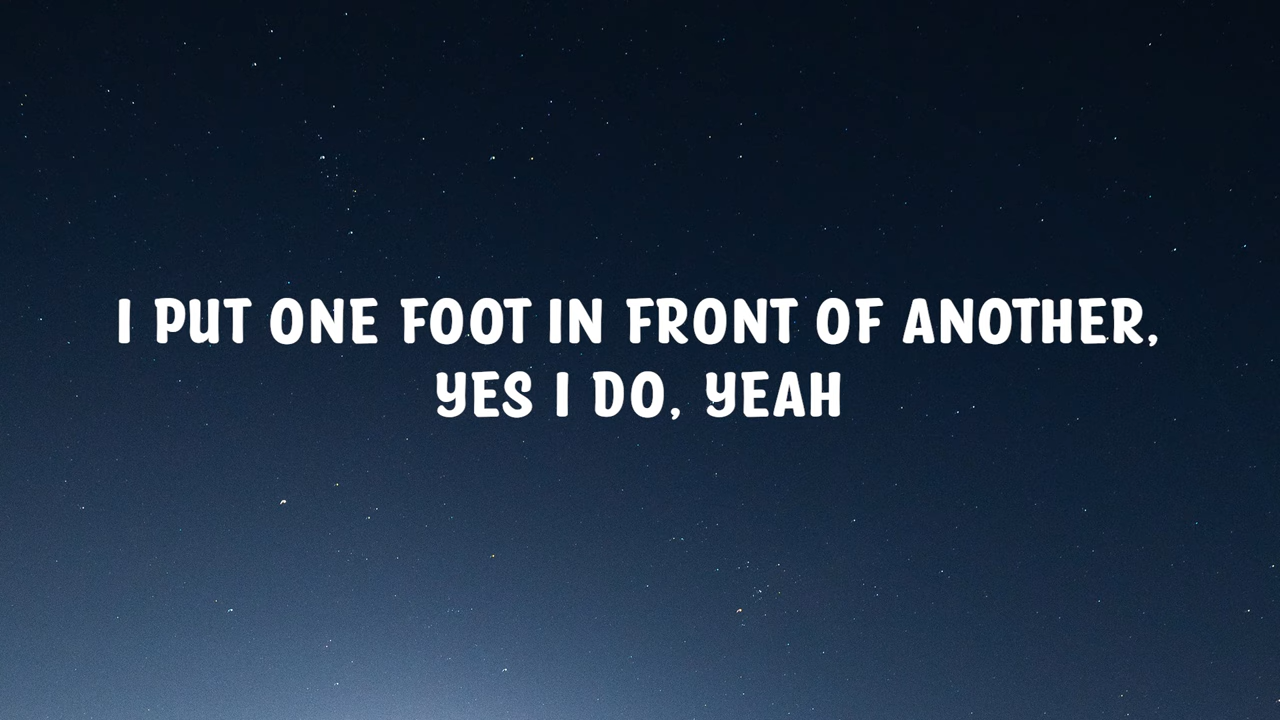 I PUT ONE FOOT IN FRONT OF ANOTHER,
YES I DO, YEAH